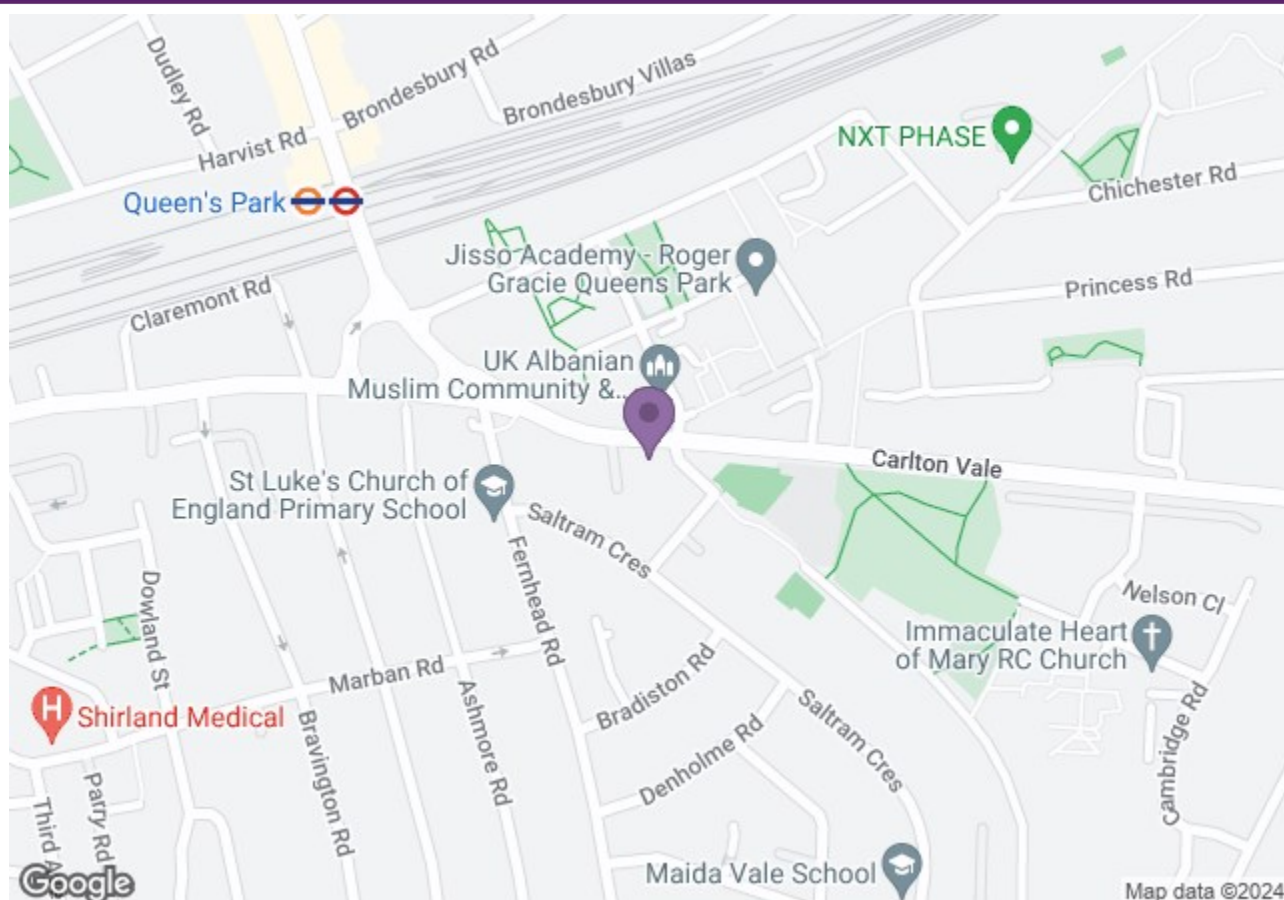 Dudley Rd
Brondesbury Rd
Brondesbury Villas
Harvist Rd
NXT PHASE
Chichester Rd
Queen's Park
Jisso Academy - Roger
Gracie Queens Park
Princess Rd
Claremont Rd
UK Albanian
Muslim Community &..
Carlton Vale
St Luke's Church of
England Primary School
Saltram Cres
Fernhead Rd
Dowland St
Nelson Cl
Immaculate Heart
of Mary RC Church
Marban Rd
Bradiston Rd
Ashmore Rd
Saltram Cres
Cambridge Rd
H
Shirland Medical
Bravington Rd
Denholme Rd
Parry Rd
Third A
Maida Vale School
Google
Map data ©2024